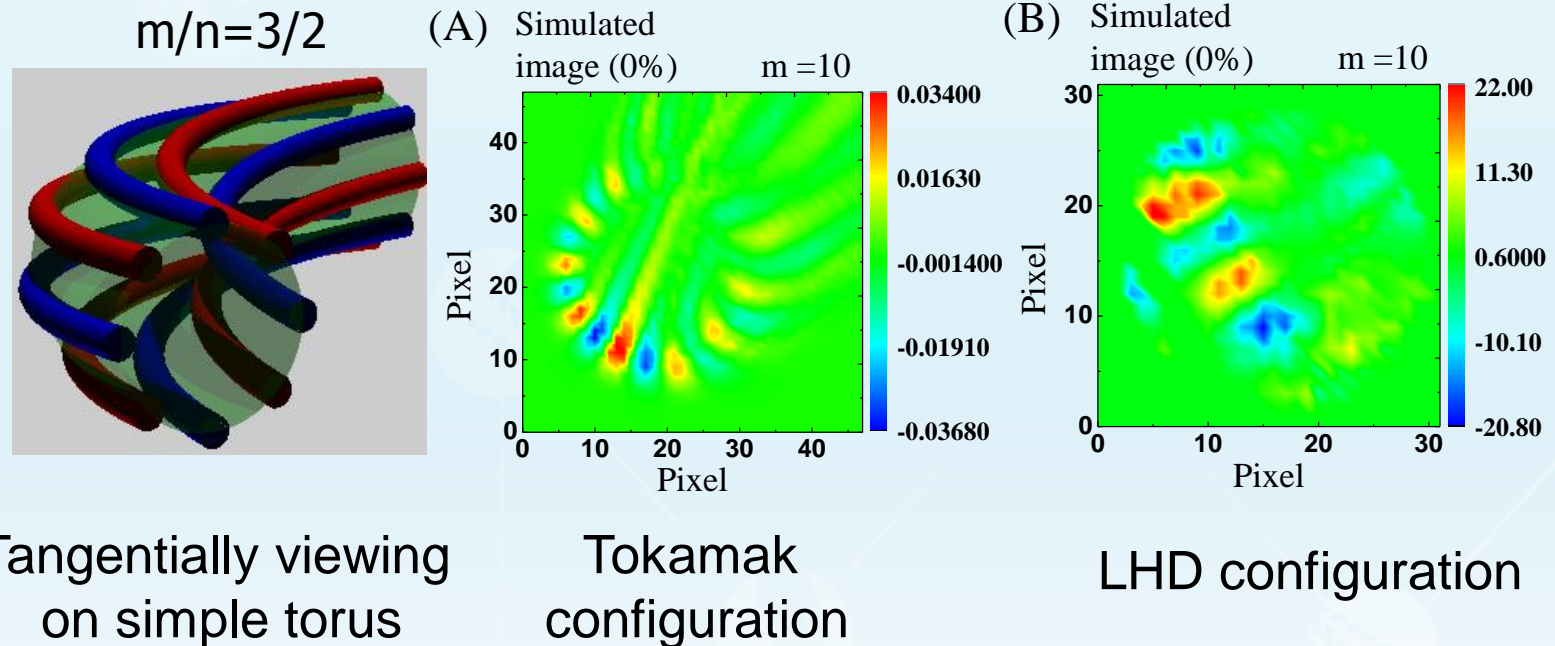 m/n=3/2
(A) Simulated
image (0%) m =10
0.03400
0.01630
-0.001400
-0.01910
-0.03680
40
30
20
10
0
0 10 20 30 40
Pixel
Pixel
(B) Simulated
image (0%) m =10
22.00
11.30
0.6000
-10.10
-20.80
30
20
10
0
0 10 20 30
Pixel
Pixel
Tangentially viewing
on simple torus
Tokamak
configuration
LHD configuration